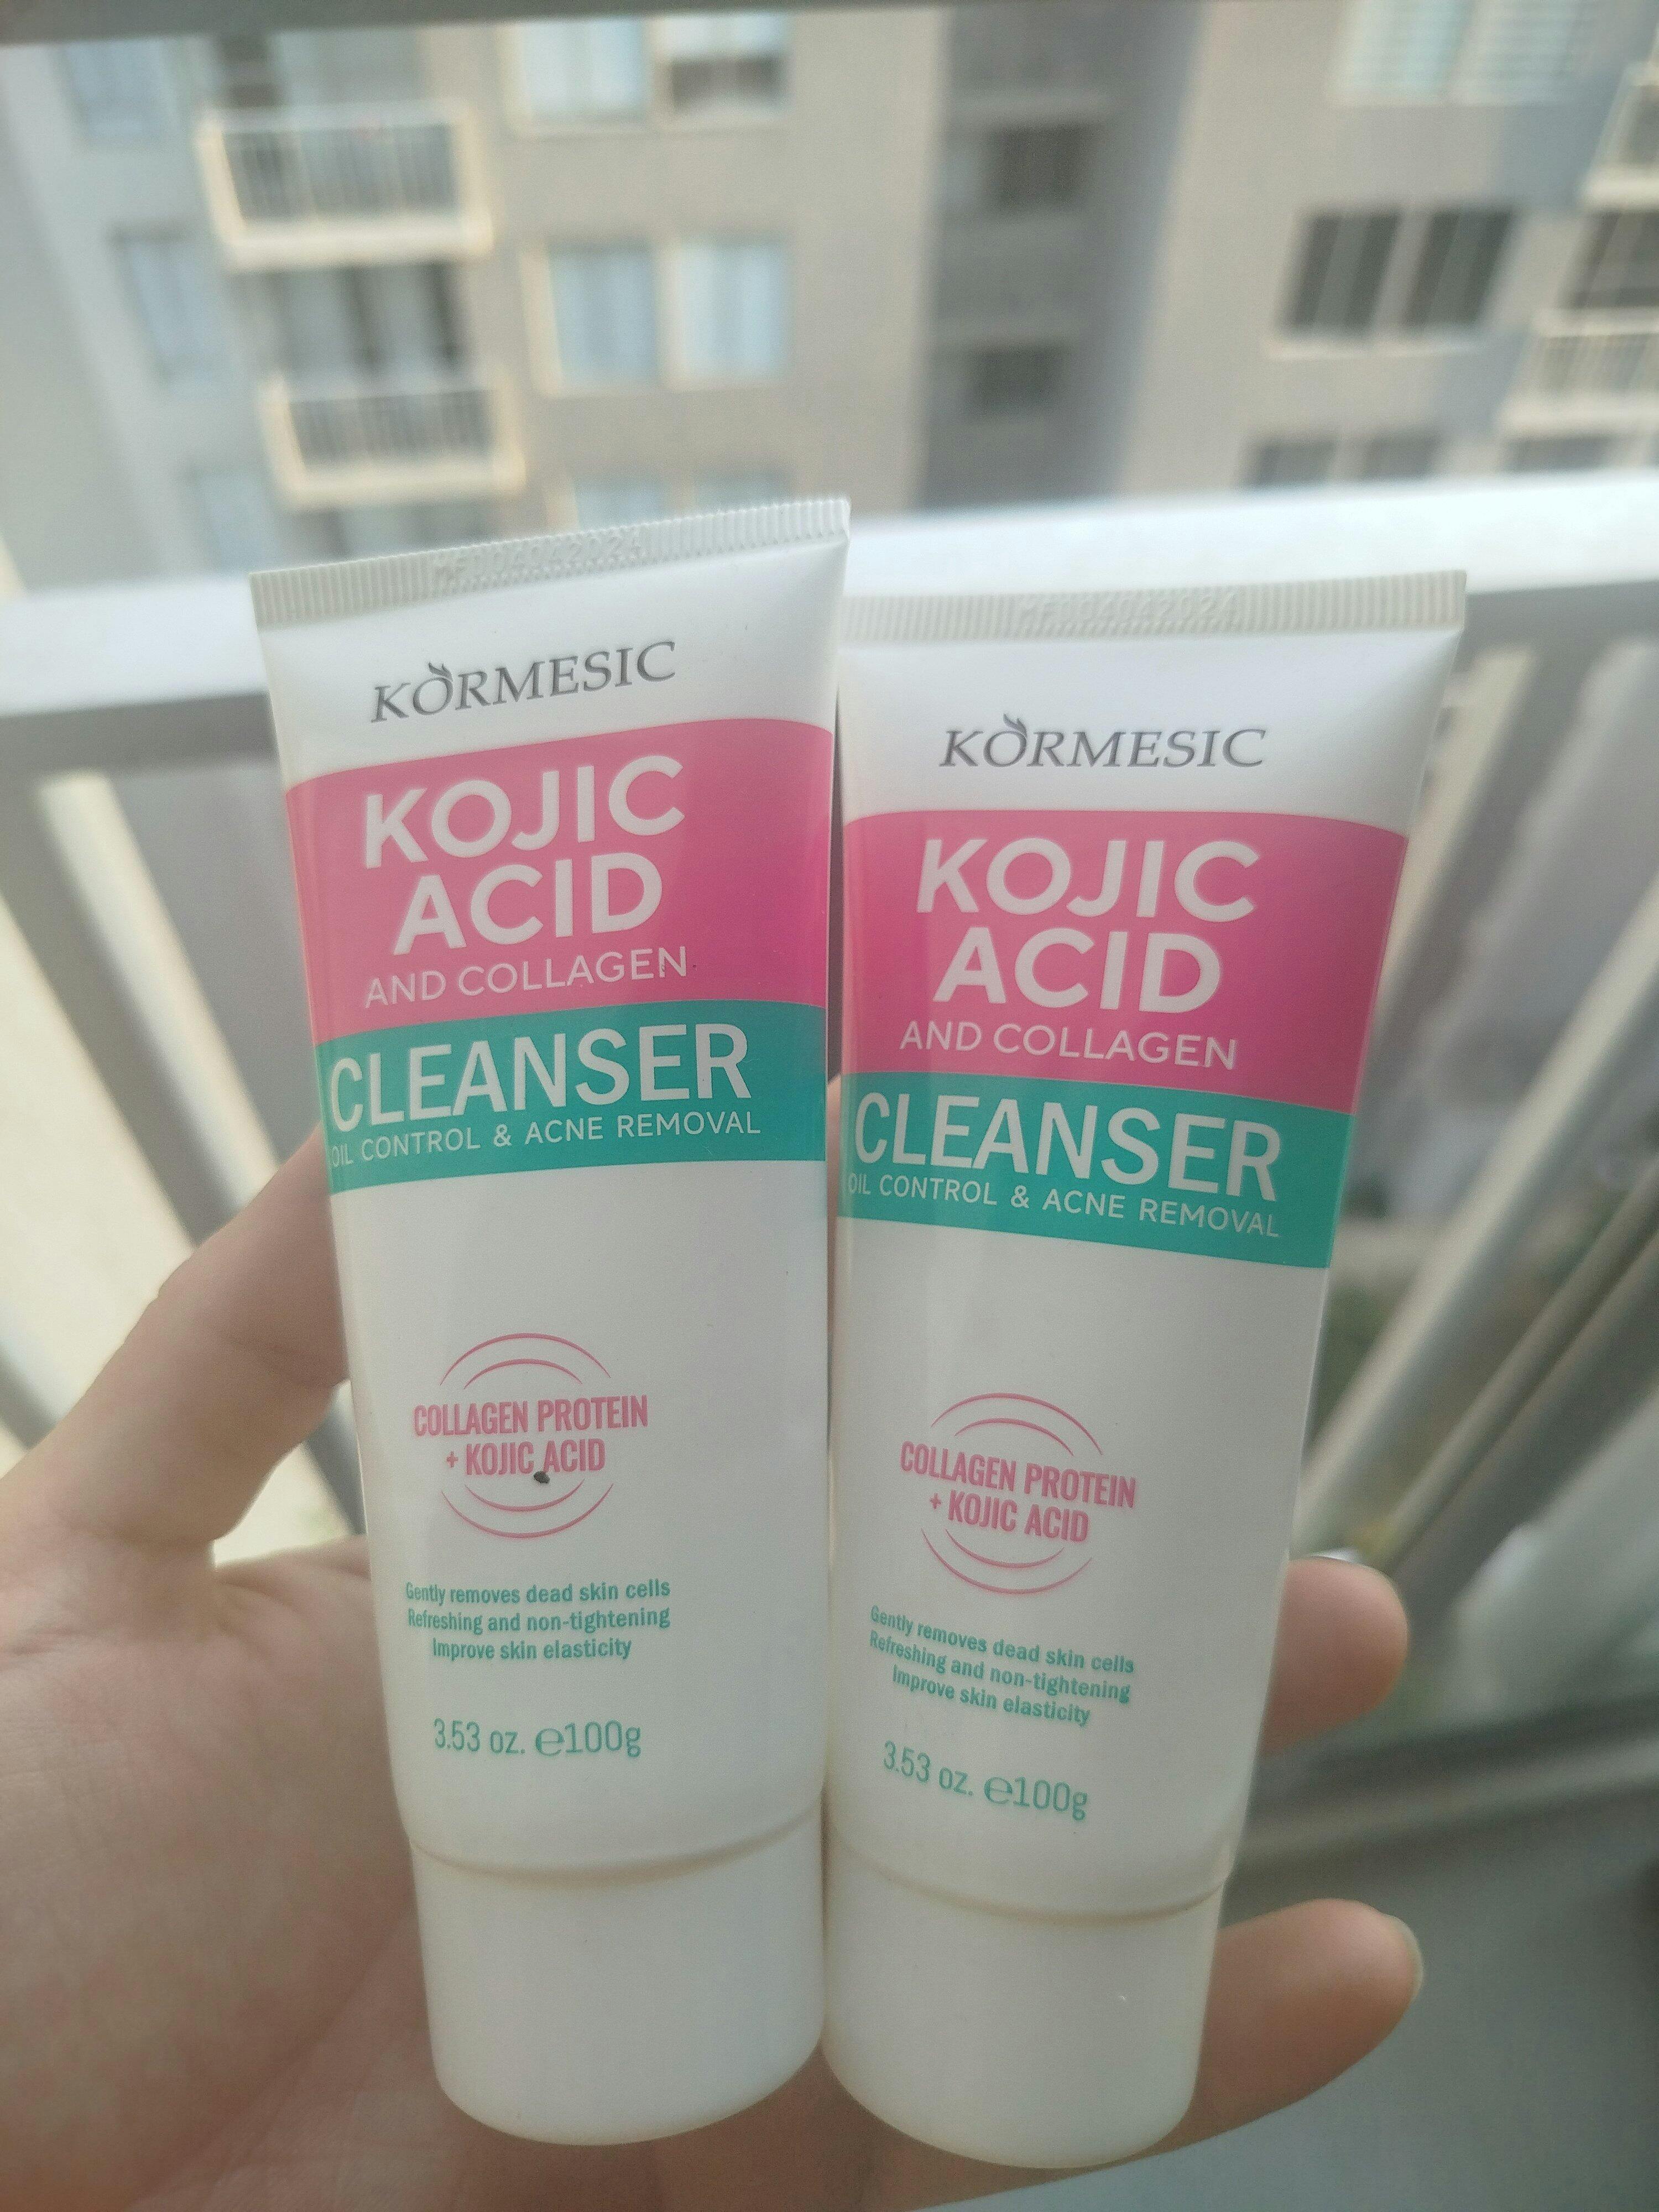 MFD04042024
KORMESIC
KOJIC
ACID
AND COLLAGEN
CLEANSER
OIL CONTROL & ACNE REMOVAL
COLLAGEN PROTEIN
+ KOJIC ACID
Gently removes dead skin cells
Refreshing and non-tightening
Improve skin elasticity
3.53 oz. ℮100g
MFD04042024
KORMESIC
KOJIC
ACID
AND COLLAGEN
CLEANSER
OIL CONTROL & ACNE REMOVAL
COLLAGEN PROTEIN
+ KOJIC ACID
Gently removes dead skin cells
Refreshing and non-tightening
Improve skin elasticity
3.53 oz. ℮100g